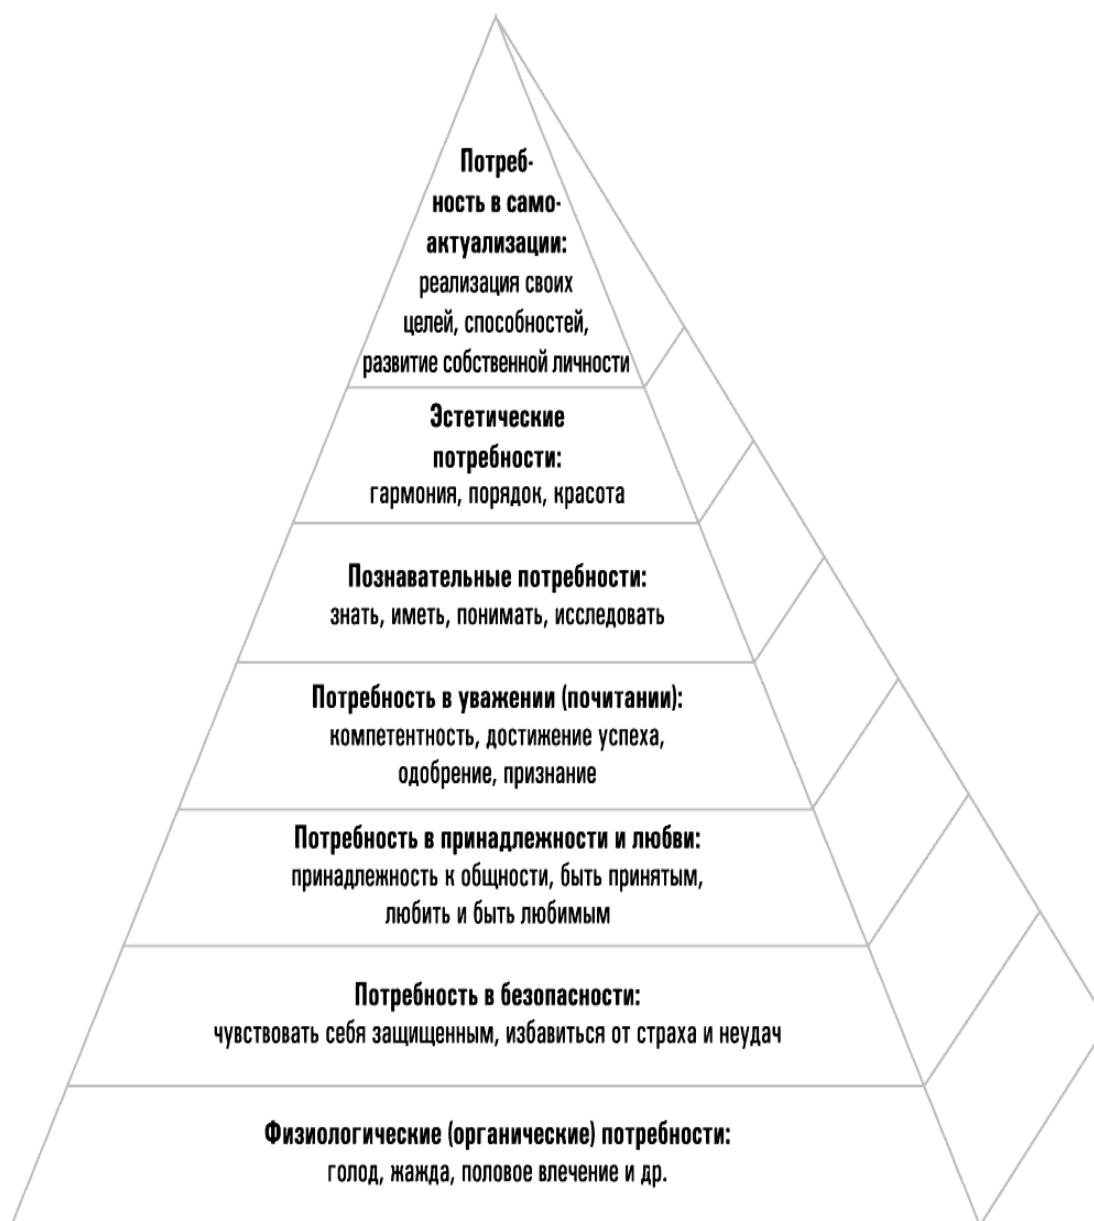 Потреб-
ность в само-
актуализации:
реализация своих
целей, способностей,
развитие собственной личности
Эстетические
потребности:
гармония, порядок, красота
Познавательные потребности:
знать, иметь, понимать, исследовать
Потребность в уважении (почитании):
компетентность, достижение успеха,
одобрение, признание
Потребность в принадлежности и любви:
принадлежность к общности, быть принятым,
любить и быть любимым
Потребность в безопасности:
чувствовать себя защищенным, избавиться от страха и неудач
Физиологические (органические) потребности:
голод, жажда, половое влечение и др.